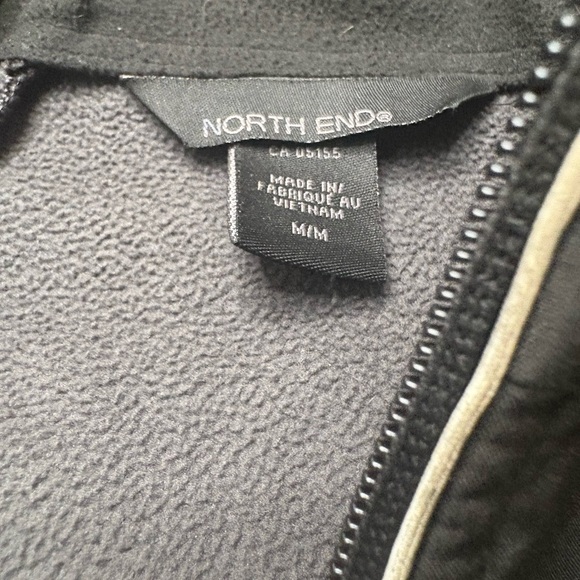 NORTH END®
CA 05155
MADE IN/
FABRIQUE AU
VIETNAM
M/M